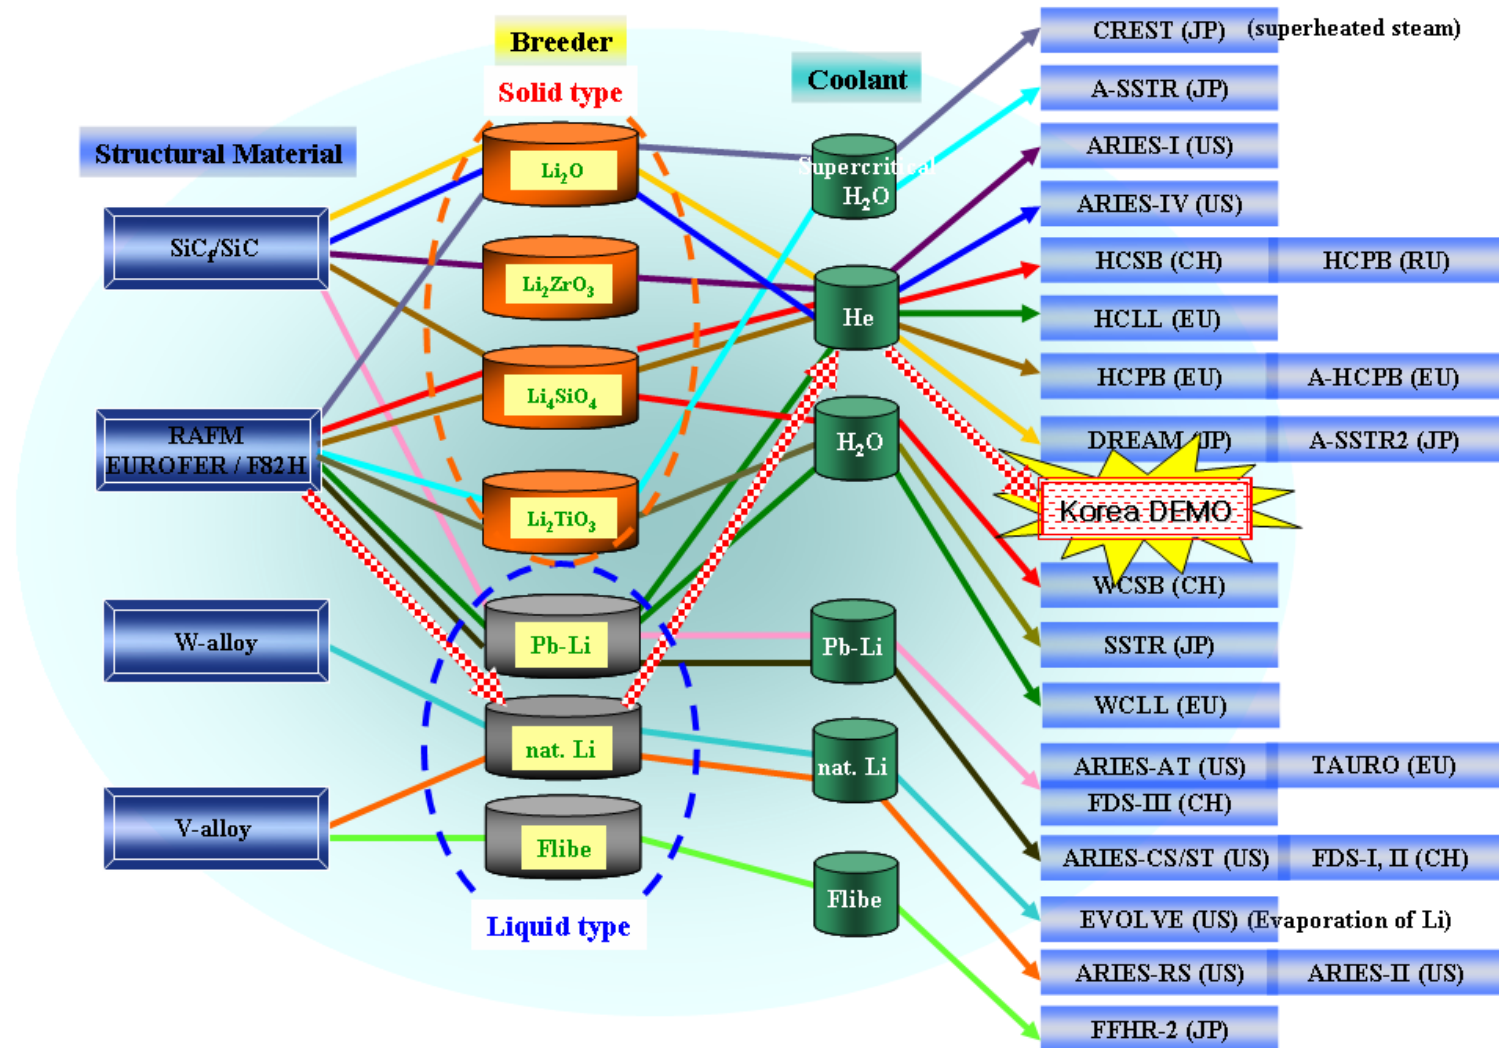 Breeder
Solid type
Coolant
Structural Material
SiCf/SiC
RAFM
EUROFER / F82H
W-alloy
V-alloy
Li2O
Li2ZrO3
Li4SiO4
Li2TiO3
Pb-Li
nat. Li
Flibe
Liquid type
Supercritical
H2O
He
H2O
Pb-Li
nat. Li
Flibe
CREST (JP) (superheated steam)
A-SSTR (JP)
ARIES-I (US)
ARIES-IV (US)
HCSB (CH) HCPB (RU)
HCLL (EU)
HCPB (EU) A-HCPB (EU)
DREAM (JP) A-SSTR2 (JP)
Korea DEMO
WCSB (CH)
SSTR (JP)
WCLL (EU)
ARIES-AT (US) TAURO (EU)
FDS-III (CH)
ARIES-CS/ST (US) FDS-I, II (CH)
EVOLVE (US) (Evaporation of Li)
ARIES-RS (US) ARIES-II (US)
FFHR-2 (JP)